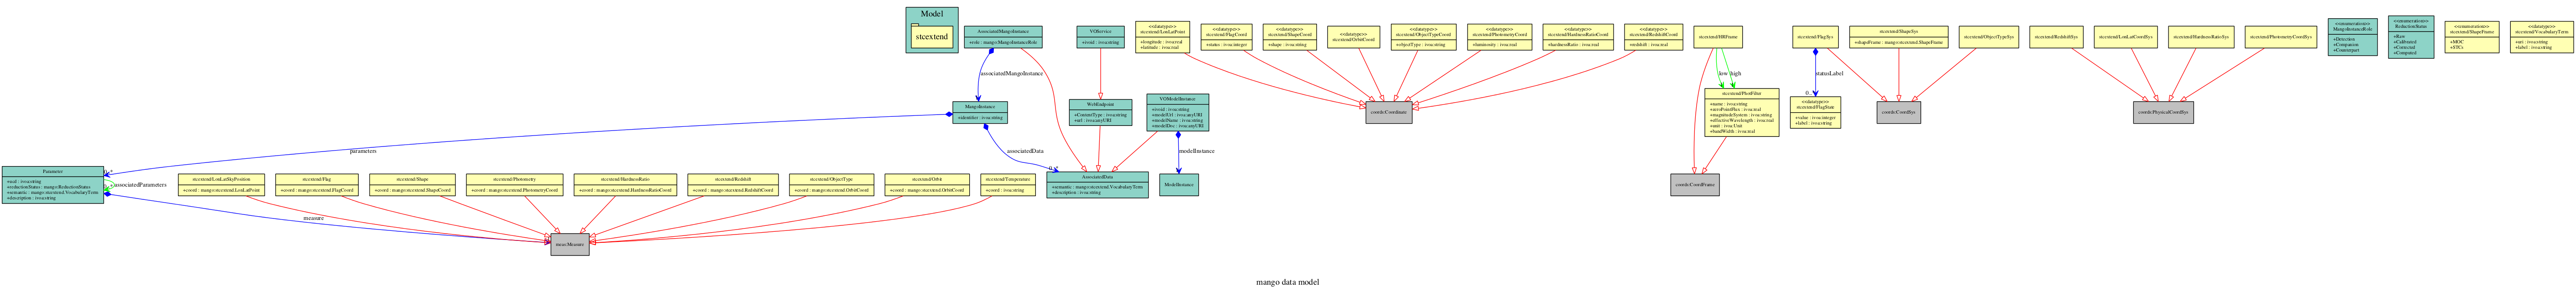 Model
stcextend
AssociatedMangoInstance
+role : mango:MangoInstanceRole
VOService
+ivoid : ivoa:string
<<datatype>>
stcextend/LonLatPoint
+longitude : ivoa:real
+latitude : ivoa:real
<<datatype>>
stcextend/FlagCoord
+status : ivoa:integer
<<datatype>>
stcextend/ShapeCoord
+shape : ivoa:string
<<datatype>>
stcextend/OrbitCoord
<<datatype>>
stcextend/ObjectTypeCoord
+objectType : ivoa:string
<<datatype>>
stcextend/PhotometryCoord
+luminosity : ivoa:real
<<datatype>>
stcextend/HardnessRatioCoord
+hardnessRatio : ivoa:real
<<datatype>>
stcextend/RedshiftCoord
+redshift : ivoa:real
stcextend/HRFrame
stcextend/FlagSys
stcextend/ShapeSys
+shapeFrame : mango:stcextend.ShapeFrame
stcextend/ObjectTypeSys
stcextend/RedshiftSys
stcextend/LonLatCoordSys
stcextend/HardnessRatioSys
stcextend/PhotometryCoordSys
<<enumeration>>
MangoInstanceRole
+Detection
+Companion
+Counterpart
<<enumeration>>
ReductionStatus
+Raw
+Calibrated
+Corrected
+Computed
<<enumeration>>
stcextend/ShapeFrame
+MOC
+STCs
<<datatype>>
stcextend/VocabularyTerm
+uri : ivoa:string
+label : ivoa:string
associatedMangoInstance
low
high
statusLabel
MangoInstance
+identifier : ivoa:string
WebEndpoint
+ContentType : ivoa:string
+url : ivoa:anyURI
VOModelInstance
+ivoid : ivoa:string
+modelUrl : ivoa:anyURI
+modelName : ivoa:string
+modelDoc : ivoa:anyURI
coords:Coordinate
stcextend/PhotFilter
+name : ivoa:string
+zeroPointFlux : ivoa:real
+magnitudeSystem : ivoa:string
+effectiveWavelength : ivoa:real
+unit : ivoa:Unit
+bandWidth : ivoa:real
<<datatype>>
stcextend/FlagState
+value : ivoa:integer
+label : ivoa:string
coords:CoordSys
coords:PhysicalCoordSys
parameters
associatedData
modelInstance
Parameter
+ucd : ivoa:string
+reductionStatus : mango:ReductionStatus
+semantic : mango:stcextend.VocabularyTerm
+description : ivoa:string
associatedParameters
stcextend/LonLatSkyPosition
+coord : mango:stcextend.LonLatPoint
stcextend/Flag
+coord : mango:stcextend.FlagCoord
stcextend/Shape
+coord : mango:stcextend.ShapeCoord
stcextend/Photometry
+coord : mango:stcextend.PhotometryCoord
stcextend/HardnessRatio
+coord : mango:stcextend.HardnessRatioCoord
stcextend/Redshift
+coord : mango:stcextend.RedshiftCoord
stcextend/ObjectType
+coord : mango:stcextend.ObjectTypeCoord
stcextend/Orbit
+coord : mango:stcextend.OrbitCoord
stcextend/Temperature
+coord : ivoa:string
AssociatedData
+semantic : mango:stcextend.VocabularyTerm
+description : ivoa:string
ModelInstance
coords:CoordFrame
measure
meas:Measure
mango data model